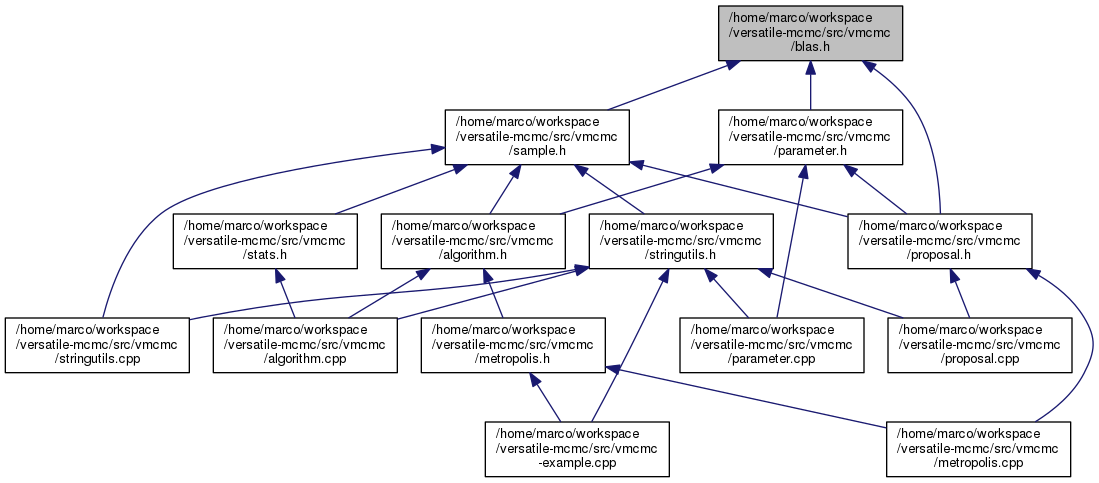 /home/marco/workspace
/versatile-mcmc/src/vmcmc
/blas.h
/home/marco/workspace
/versatile-mcmc/src/vmcmc
/sample.h
/home/marco/workspace
/versatile-mcmc/src/vmcmc
/parameter.h
/home/marco/workspace
/versatile-mcmc/src/vmcmc
/stats.h
/home/marco/workspace
/versatile-mcmc/src/vmcmc
/algorithm.h
/home/marco/workspace
/versatile-mcmc/src/vmcmc
/stringutils.h
/home/marco/workspace
/versatile-mcmc/src/vmcmc
/proposal.h
/home/marco/workspace
/versatile-mcmc/src/vmcmc
/stringutils.cpp
/home/marco/workspace
/versatile-mcmc/src/vmcmc
/algorithm.cpp
/home/marco/workspace
/versatile-mcmc/src/vmcmc
/metropolis.h
/home/marco/workspace
/versatile-mcmc/src/vmcmc
/parameter.cpp
/home/marco/workspace
/versatile-mcmc/src/vmcmc
/proposal.cpp
/home/marco/workspace
/versatile-mcmc/src/vmcmc
-example.cpp
/home/marco/workspace
/versatile-mcmc/src/vmcmc
/metropolis.cpp